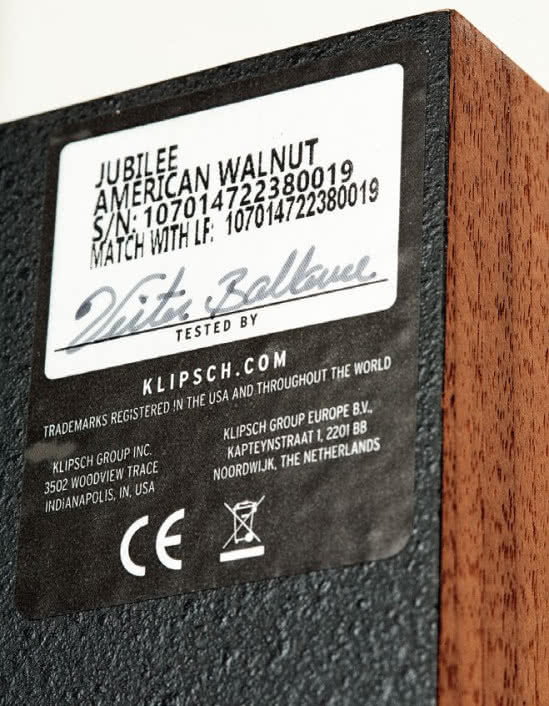 JUBILEE
AMERICAN WALNUT
S/N: 107014722380019
MATCH WITH LF: 107014722380019
TESTED BY
KLIPSCH.COM
TRADEMARKS REGISTERED IN THE USA AND THROUGHOUT THE WORLD
KLIPSCH GROUP INC.
3502 WOODVIEW TRACE
INDIANAPOLIS, IN, USA
KLIPSCH GROUP EUROPE B.V.,
KAPTEYNSTRAAT 1, 2201 BB
NOORDWIJK, THE NETHERLANDS
CE